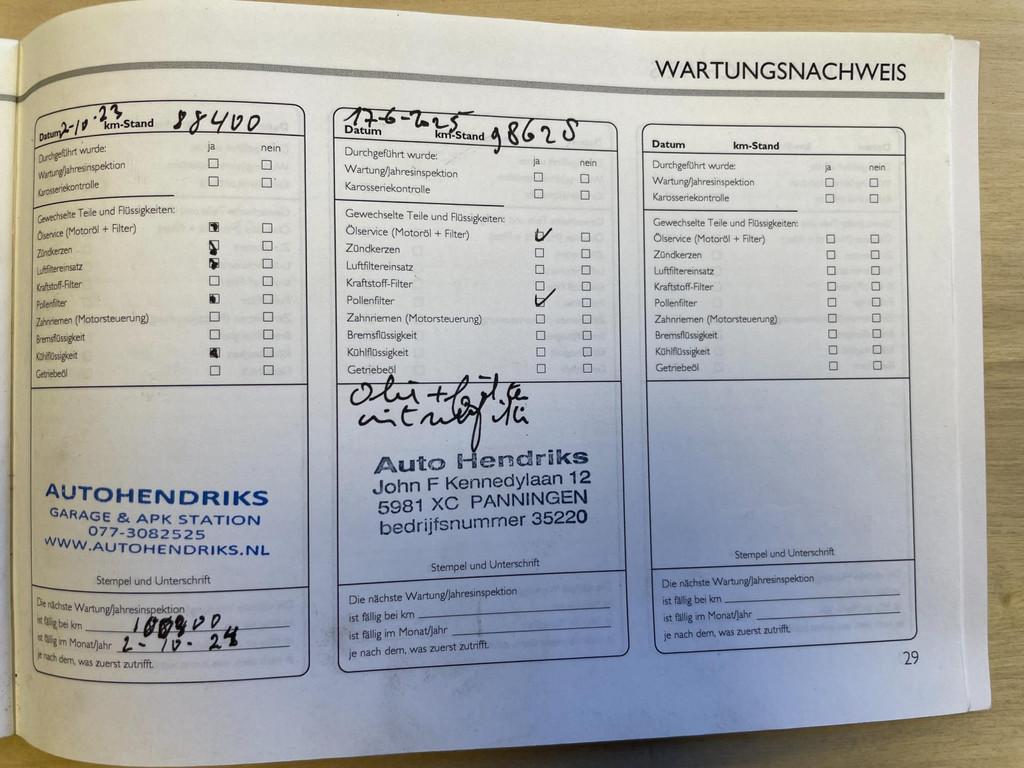 WARTUNGSNACHWEIS
Datum 2-10-23 km-Stand 88400
Durchgeführt wurde: ja nein
Wartung/Jahresinspektion
Karosseriekontrolle
Gewechselte Teile und Flüssigkeiten:
Ölservice (Motoröl + Filter)
Zündkerzen
Luftfiltereinsatz
Kraftstoff-Filter
Pollenfilter
Zahnriemen (Motorsteuerung)
Bremsflüssigkeit
Kühlflüssigkeit
Getriebeöl
AUTOHENDRIKS
GARAGE & APK STATION
077-3082525
WWW.AUTOHENDRIKS.NL
Stempel und Unterschrift
Die nächste Wartung/Jahresinspektion
ist fällig bei km
ist fällig im Monat/Jahr 2-10-24
je nach dem, was zuerst zutrifft.
17-6-2025
Datum km-Stand 98625
Durchgeführt wurde: ja nein
Wartung/Jahresinspektion
Karosseriekontrolle
Gewechselte Teile und Flüssigkeiten:
Ölservice (Motoröl + Filter)
Zündkerzen
Luftfiltereinsatz
Kraftstoff-Filter
Pollenfilter
Zahnriemen (Motorsteuerung)
Bremsflüssigkeit
Kühlflüssigkeit
Getriebeöl
Auto Hendriks
John F Kennedylaan 12
5981 XC PANNINGEN
bedrijfsnummer 35220
Stempel und Unterschrift
Die nächste Wartung/Jahresinspektion
ist fällig bei km
ist fällig im Monat/Jahr
je nach dem, was zuerst zutrifft.
Datum km-Stand
Durchgeführt wurde: ja nein
Wartung/Jahresinspektion
Karosseriekontrolle
Gewechselte Teile und Flüssigkeiten:
Ölservice (Motoröl + Filter)
Zündkerzen
Luftfiltereinsatz
Kraftstoff-Filter
Pollenfilter
Zahnriemen (Motorsteuerung)
Bremsflüssigkeit
Kühlflüssigkeit
Getriebeöl
Stempel und Unterschrift
Die nächste Wartung/Jahresinspektion
ist fällig bei km
ist fällig im Monat/Jahr
je nach dem, was zuerst zutrifft.
29